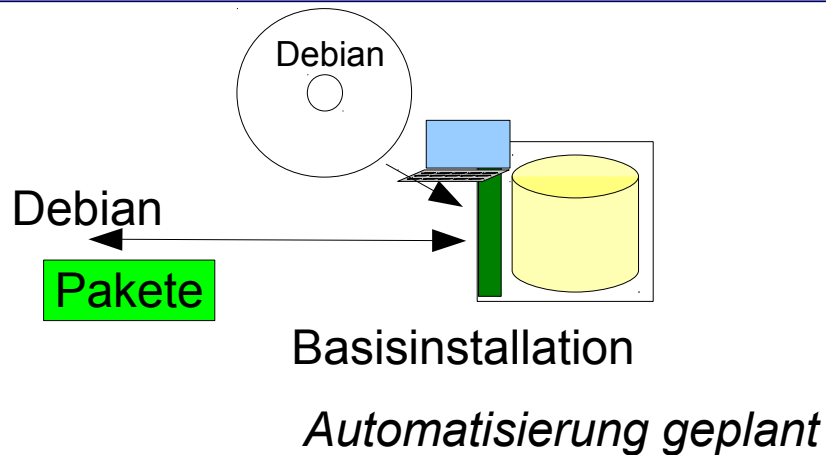 Debian
Debian
Pakete
Basisinstallation
Automatisierung geplant